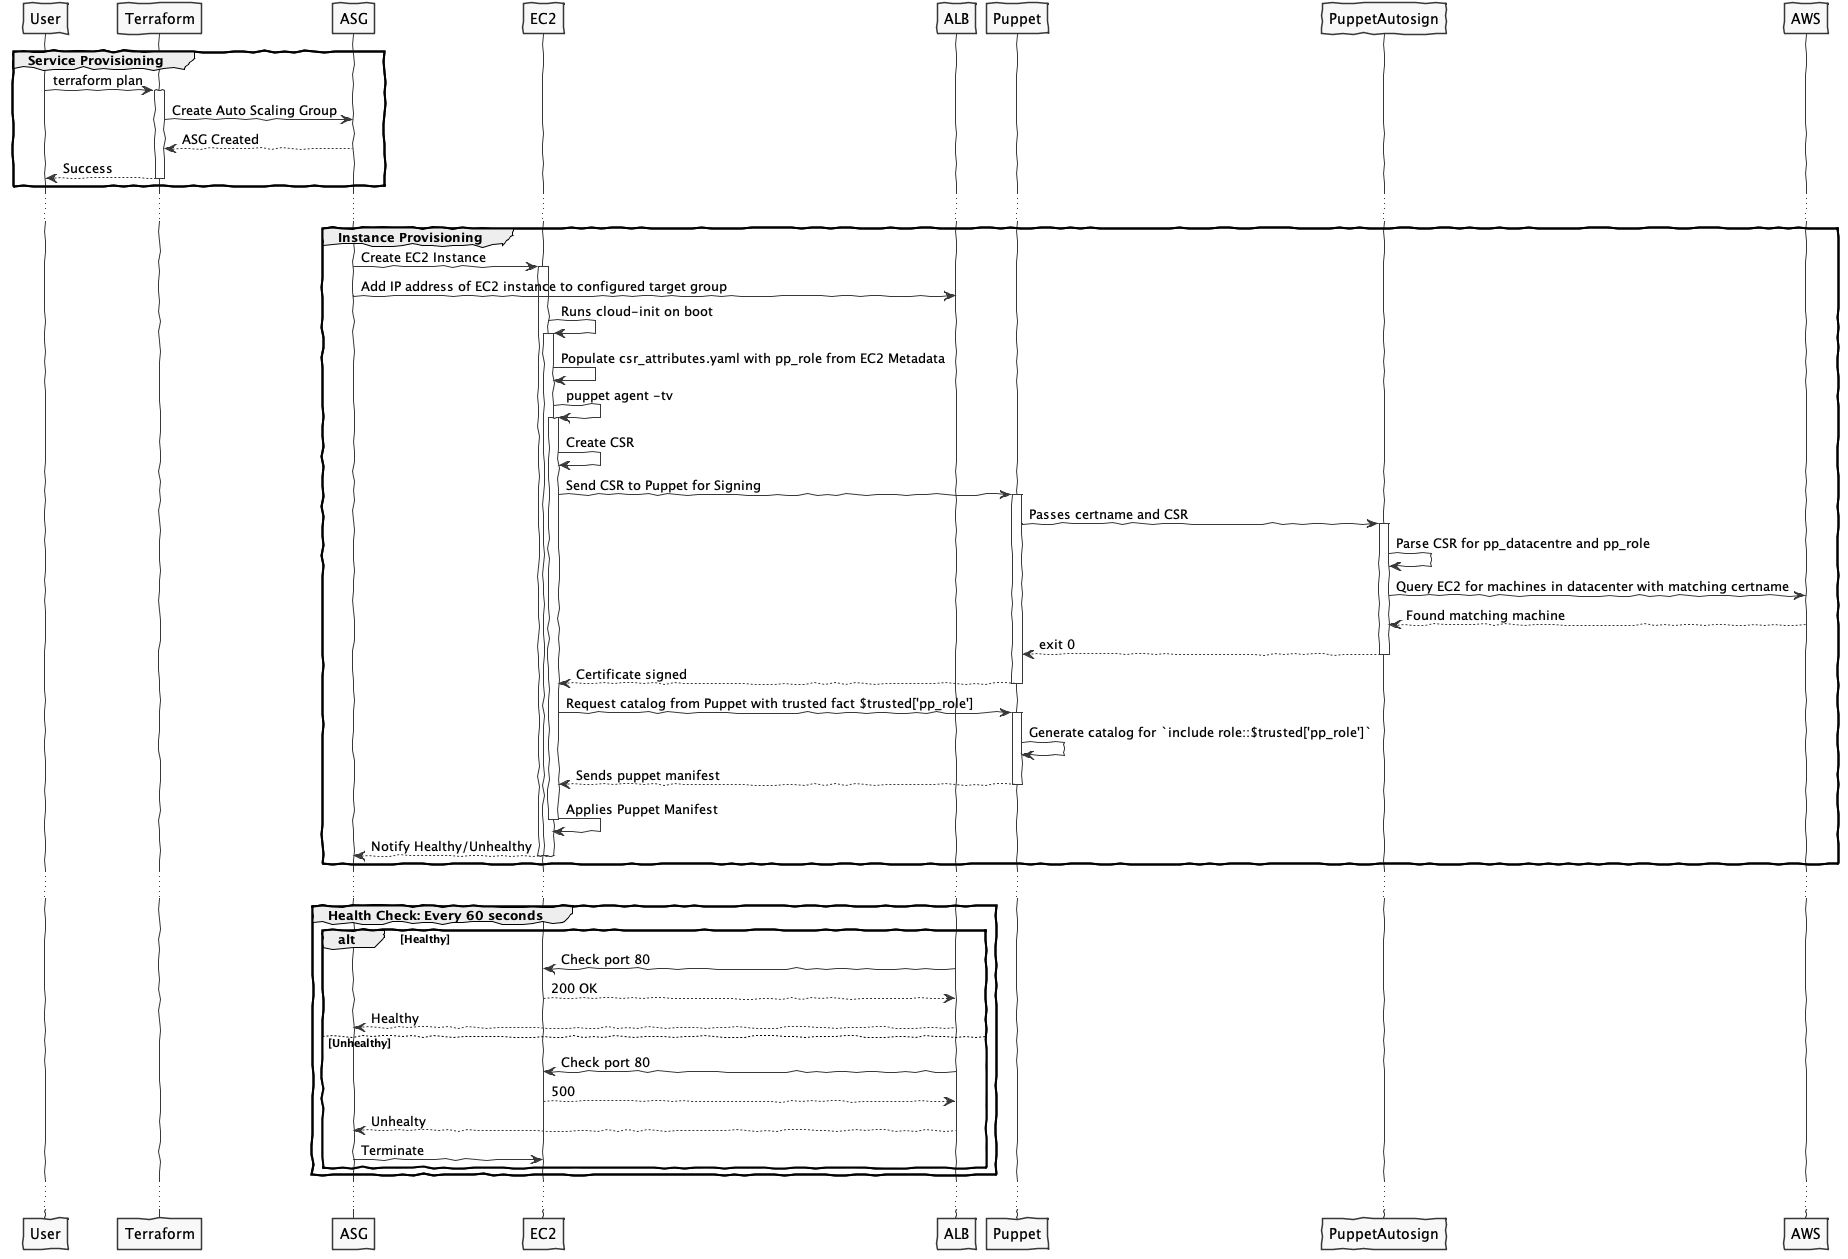 User Terraform ASG EC2 ALB Puppet PuppetAutosign AWS
Service Provisioning
terraform plan
Create Auto Scaling Group
ASG Created
Success
Instance Provisioning
Create EC2 Instance
Add IP address of EC2 instance to configured target group
Runs cloud-init on boot
Populate csr_attributes.yaml with pp_role from EC2 Metadata
puppet agent -tv
Create CSR
Send CSR to Puppet for Signing
Passes certname and CSR
Parse CSR for pp_datacentre and pp_role
Query EC2 for machines in datacenter with matching certname
Found matching machine
exit 0
Certificate signed
Request catalog from Puppet with trusted fact $trusted['pp_role']
Generate catalog for `include role::$trusted['pp_role']`
Sends puppet manifest
Applies Puppet Manifest
Notify Healthy/Unhealthy
Health Check: Every 60 seconds
alt [Healthy]
Check port 80
200 OK
Healthy
[Unhealthy]
Check port 80
500
Unhealty
Terminate
User Terraform ASG EC2 ALB Puppet PuppetAutosign AWS